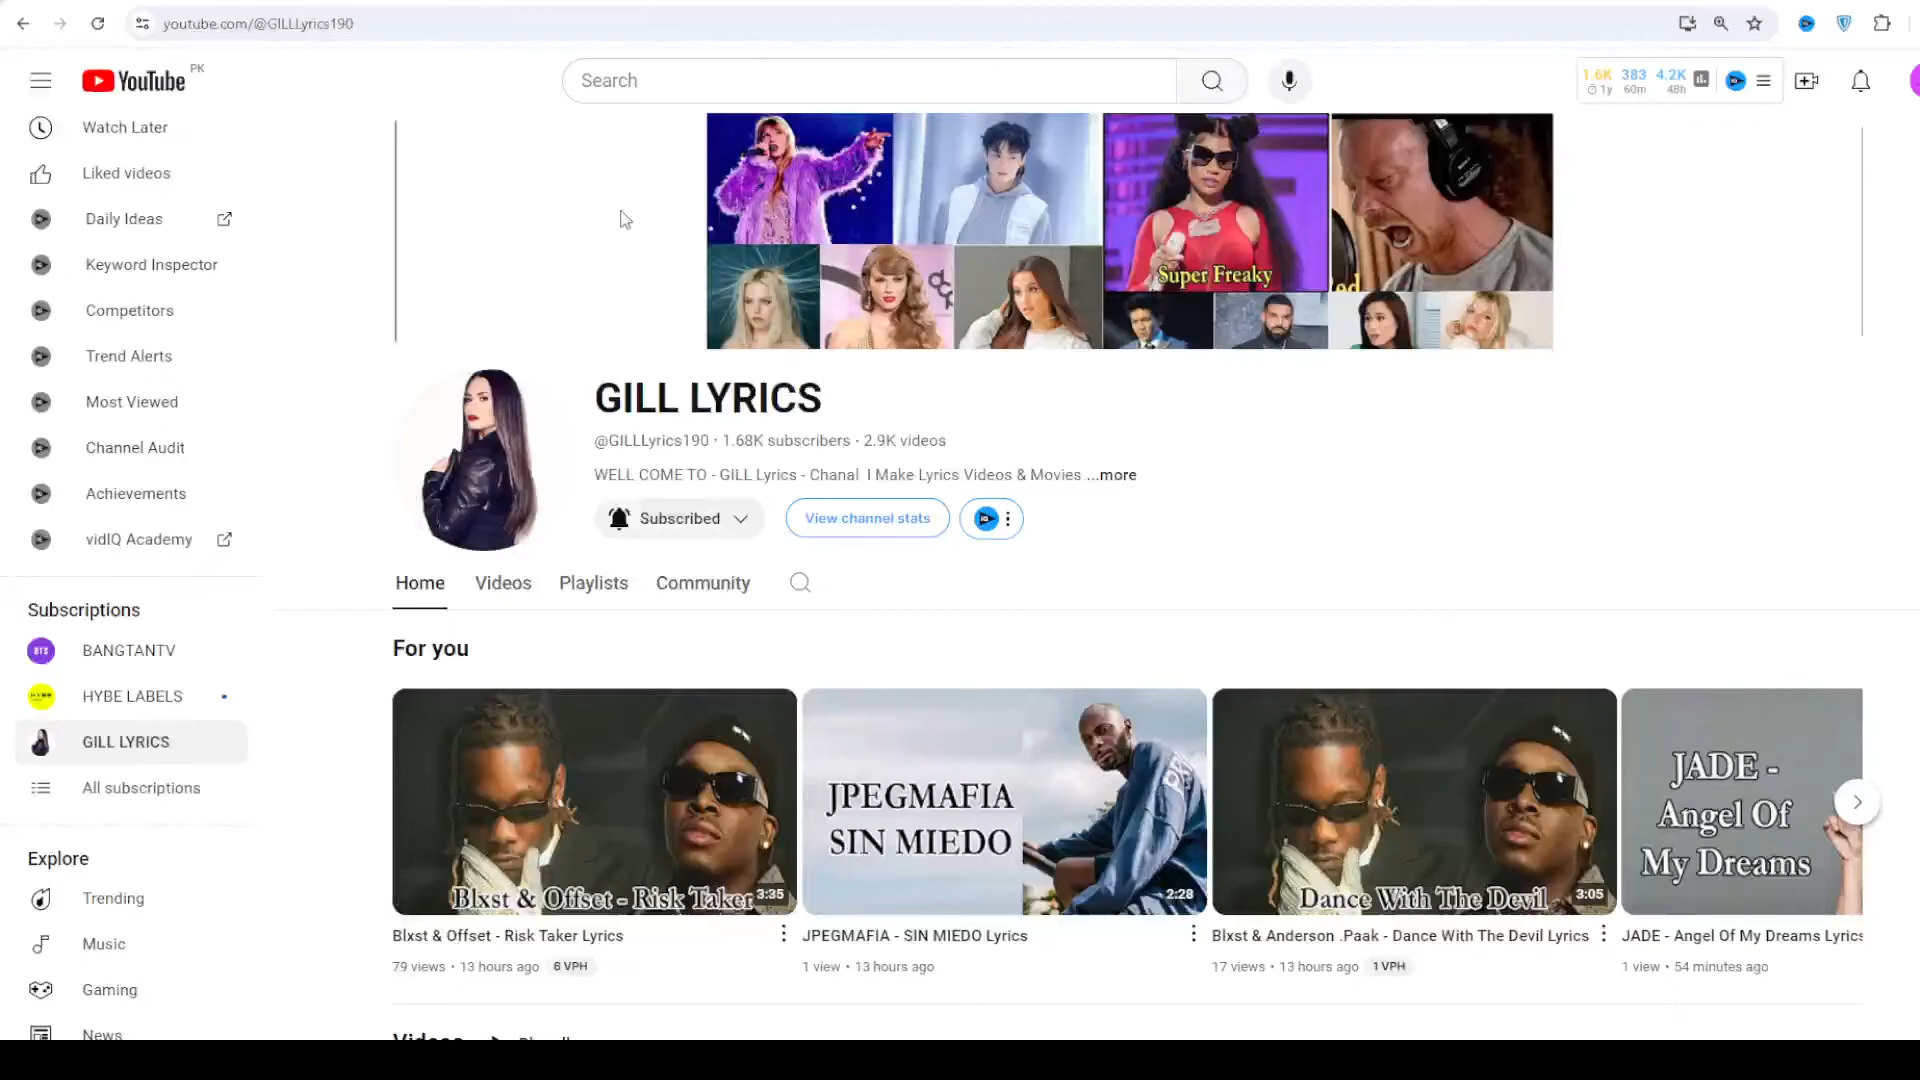 youtube.com/@GILLLyrics190
YouTube PK
Search
1.6K 383 4.2K
1y 60m 48h
Watch Later
Liked videos
Daily Ideas
Keyword Inspector
Competitors
Trend Alerts
Most Viewed
Channel Audit
Achievements
vidIQ Academy
Subscriptions
BTS BANGTANTV
HYBE HYBE LABELS
GILL LYRICS
All subscriptions
Explore
Trending
Music
Gaming
News
Super Freaky
ed
GILL LYRICS
@GILLLyrics190 · 1.68K subscribers · 2.9K videos
WELL COME TO - GILL Lyrics - Chanal I Make Lyrics Videos & Movies ...more
Subscribed
View channel stats
Home Videos Playlists Community
For you
Blxst & Offset - Risk Taker 3:35
Blxst & Offset - Risk Taker Lyrics
79 views • 13 hours ago 6 VPH
JPEGMAFIA
SIN MIEDO
2:28
JPEGMAFIA - SIN MIEDO Lyrics
1 view • 13 hours ago
Dance With The Devil 3:05
Blxst & Anderson .Paak - Dance With The Devil Lyrics
17 views • 13 hours ago 1 VPH
JADE -
Angel Of
My Dreams
JADE - Angel Of My Dreams Lyrics
1 view • 54 minutes ago
Videos